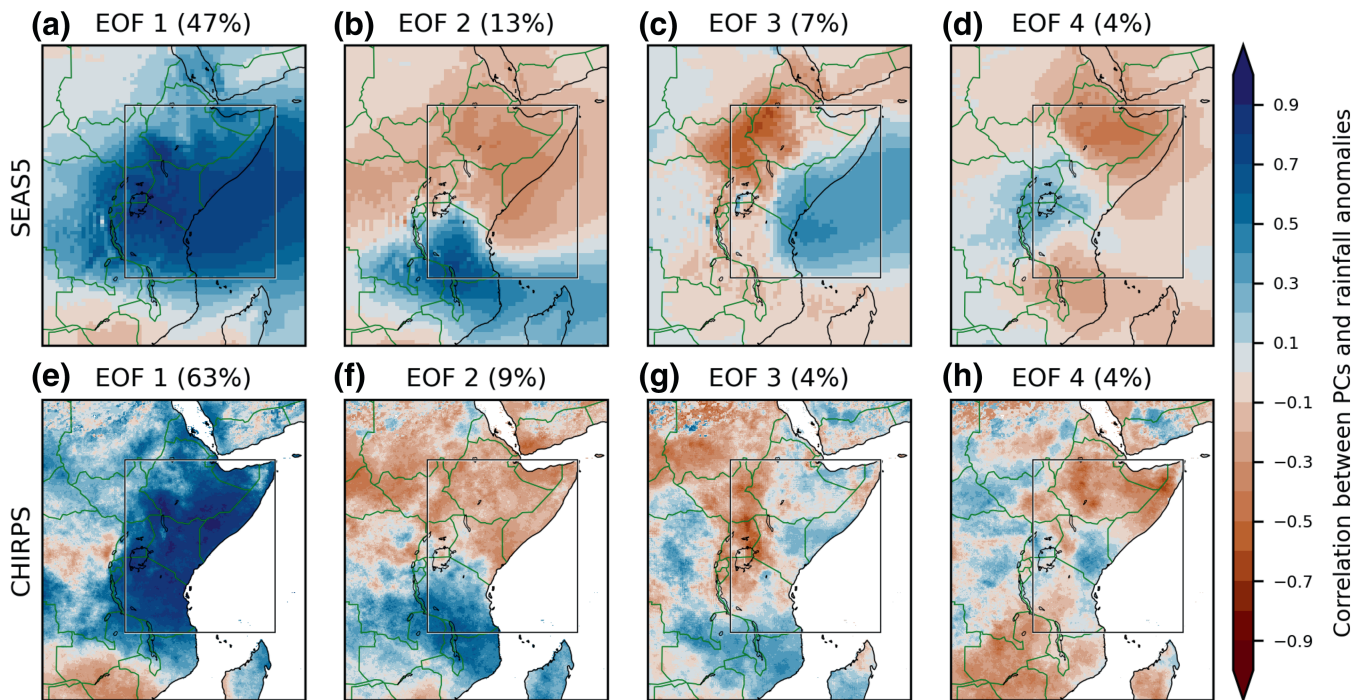 (a) EOF 1 (47%)
(b) EOF 2 (13%)
(c) EOF 3 (7%)
(d) EOF 4 (4%)
SEAS5
(e) EOF 1 (63%)
(f) EOF 2 (9%)
(g) EOF 3 (4%)
(h) EOF 4 (4%)
CHIRPS
0.9
0.7
0.5
0.3
0.1
−0.1
−0.3
−0.5
−0.7
−0.9
Correlation between PCs and rainfall anomalies